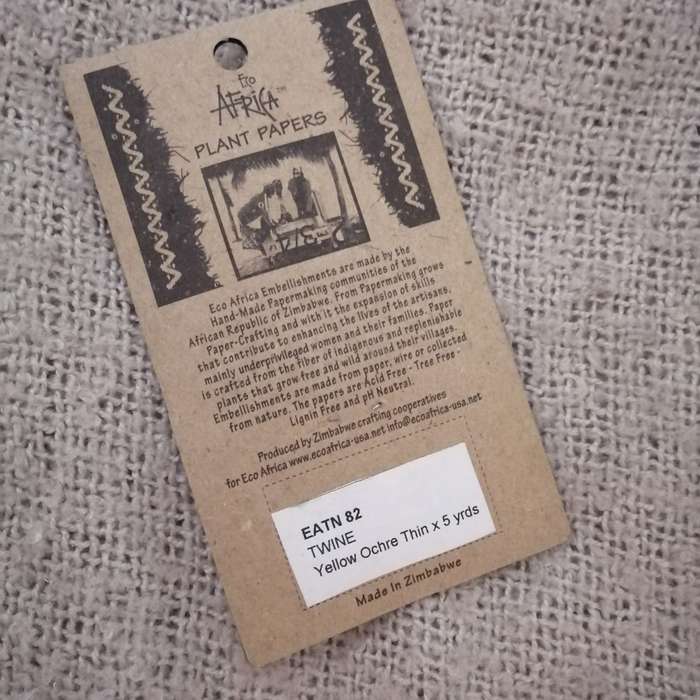 Eco
AFRICA™
PLANT PAPERS
Eco Africa Embellishments are made by the
Hand-Made Papermaking communities of the
African Republic of Zimbabwe. From Papermaking grows
Paper-Crafting and with it the expansion of skills
that contribute to enhancing the lives of the artisans.
mainly underprivileged women and their families. Paper
is crafted from the fiber of indigenous and replenishable
plants that grow free and wild around their villages.
Embellishments are made from paper, wire or collected
from nature. The papers are Acid Free - Tree Free -
Lignin Free and pH Neutral.
Produced by Zimbabwe crafting cooperatives
for Eco Africa www.ecoafrica-usa.net info@ecoafrica-usa.net
EATN 82
TWINE
Yellow Ochre Thin x 5 yrds
Made In Zimbabwe